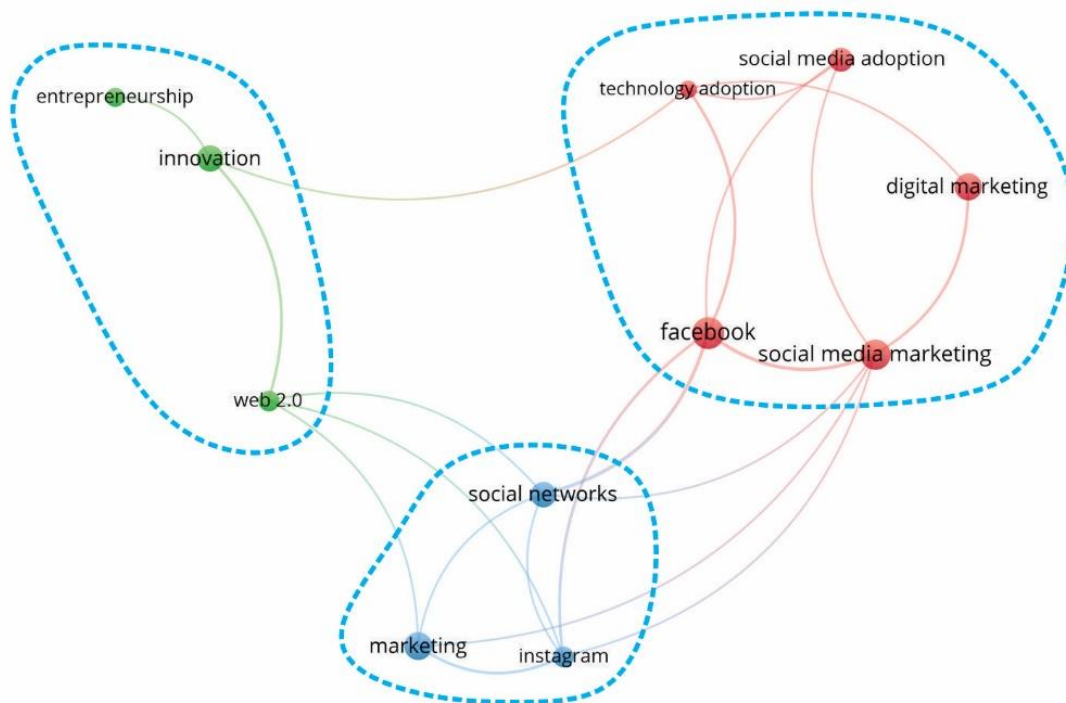 social media adoption
technology adoption
entrepreneurship
innovation
digital marketing
facebook
social media marketing
web 2.0
social networks
marketing
instagram